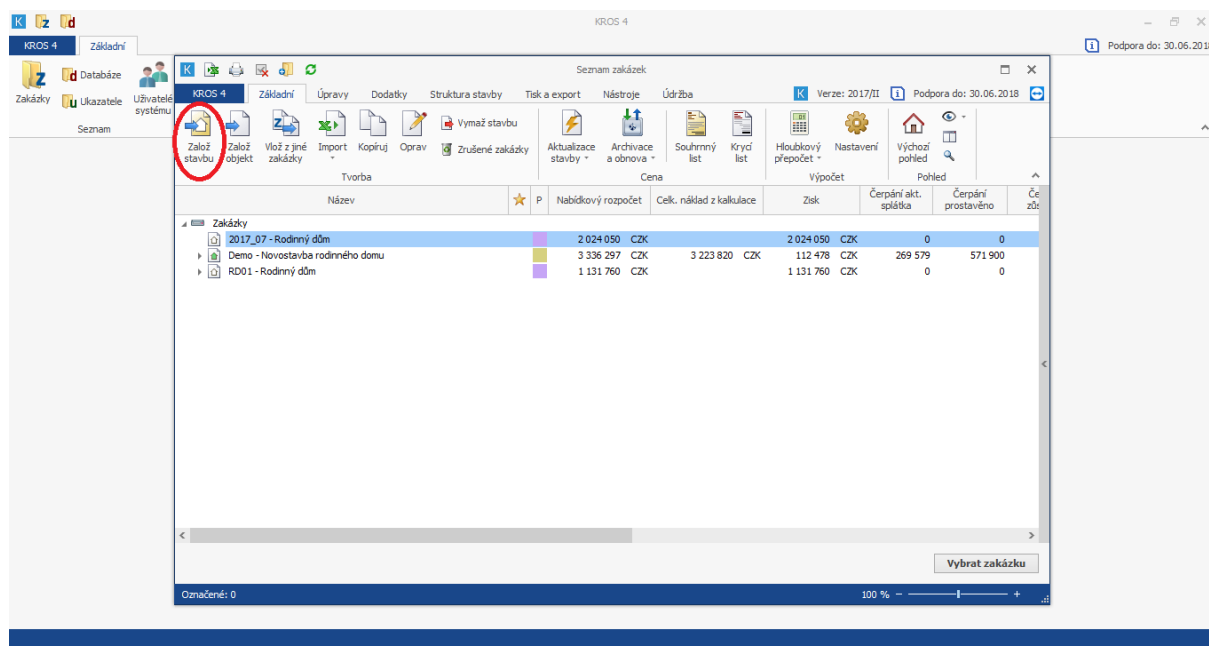 K z d KROS 4
KROS 4 Základní Podpora do: 30.06.201
Zakázky
Databáze
Ukazatele
Uživatelé
systému
Seznam
K Seznam zakázek
KROS 4 Základní Úpravy Dodatky Struktura stavby Tisk a export Nástroje Údržba K Verze: 2017/II Podpora do: 30.06.2018
Založ
stavbu
Založ
objekt
Vlož z jiné
zakázky
Import
Kopíruj
Oprav
Vymaž stavbu
Zrušené zakázky
Tvorba
Aktualizace
stavby
Archivace
a obnova
Souhrnný
list
Krycí
list
Cena
Hloubkový
přepočet
Nastavení
Výpočet
Výchozí
pohled
Pohled
Název P Nabídkový rozpočet Celk. náklad z kalkulace Zisk
Čerpání akt.
splátka
Čerpání
prostavěno
Če
zůs
Zakázky
2017_07 - Rodinný dům 2 024 050 CZK 2 024 050 CZK 0 0
Demo - Novostavba rodinného domu 3 336 297 CZK 3 223 820 CZK 112 478 CZK 269 579 571 900
RD01 - Rodinný dům 1 131 760 CZK 1 131 760 CZK 0 0
Vybrat zakázku
Označené: 0 100 %